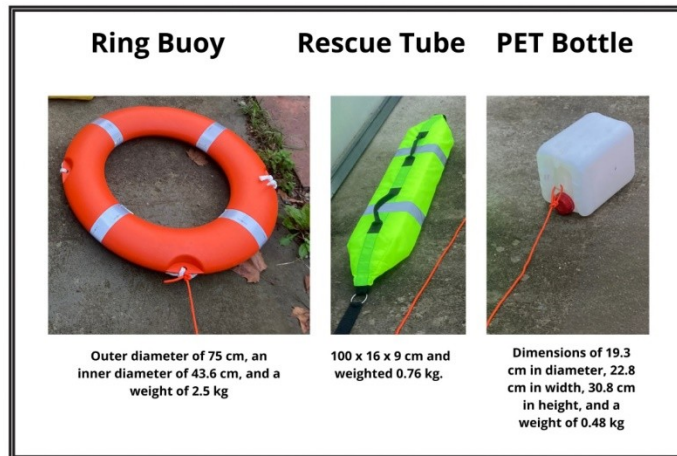 Ring Buoy
Rescue Tube
PET Bottle
Outer diameter of 75 cm, an
inner diameter of 43.6 cm, and a
weight of 2.5 kg
100 x 16 x 9 cm and
weighted 0.76 kg.
Dimensions of 19.3
cm in diameter, 22.8
cm in width, 30.8 cm
in height, and a
weight of 0.48 kg